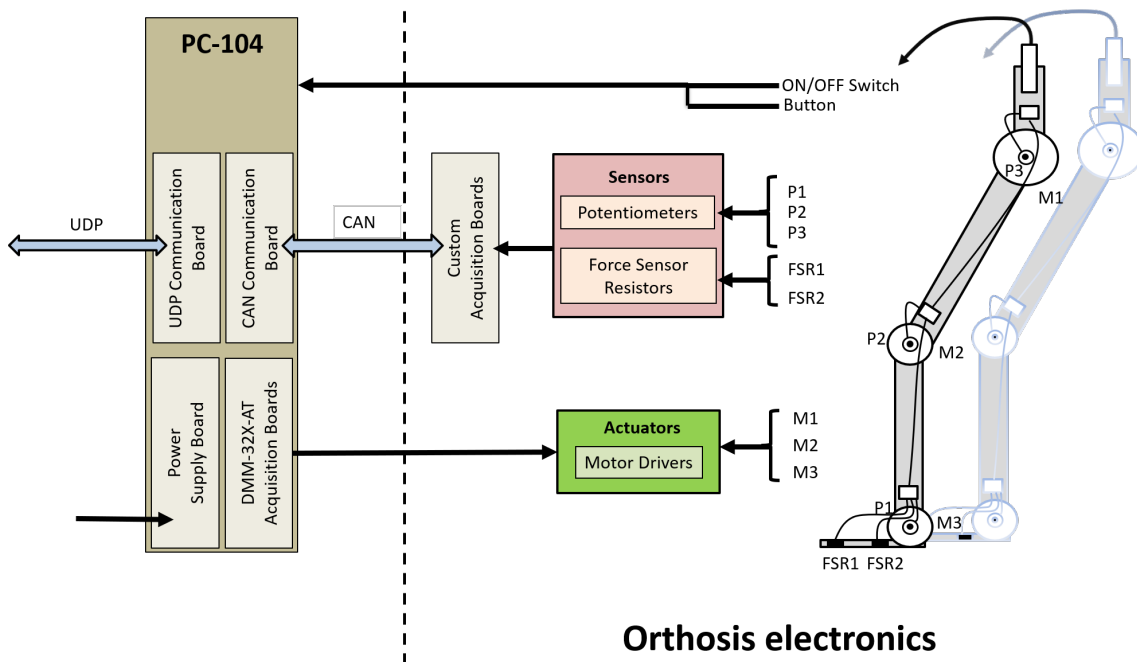 PC-104
ON/OFF Switch
Button
UDP
UDP Communication
Board
CAN Communication
Board
CAN
Custom
Acquisition Boards
Sensors
Potentiometers
Force Sensor
Resistors
P1
P2
P3
FSR1
FSR2
Power
Supply Board
DMM-32X-AT
Acquisition Boards
Actuators
Motor Drivers
M1
M2
M3
P3
M1
P2
M2
P1
M3
FSR1
FSR2
Orthosis electronics